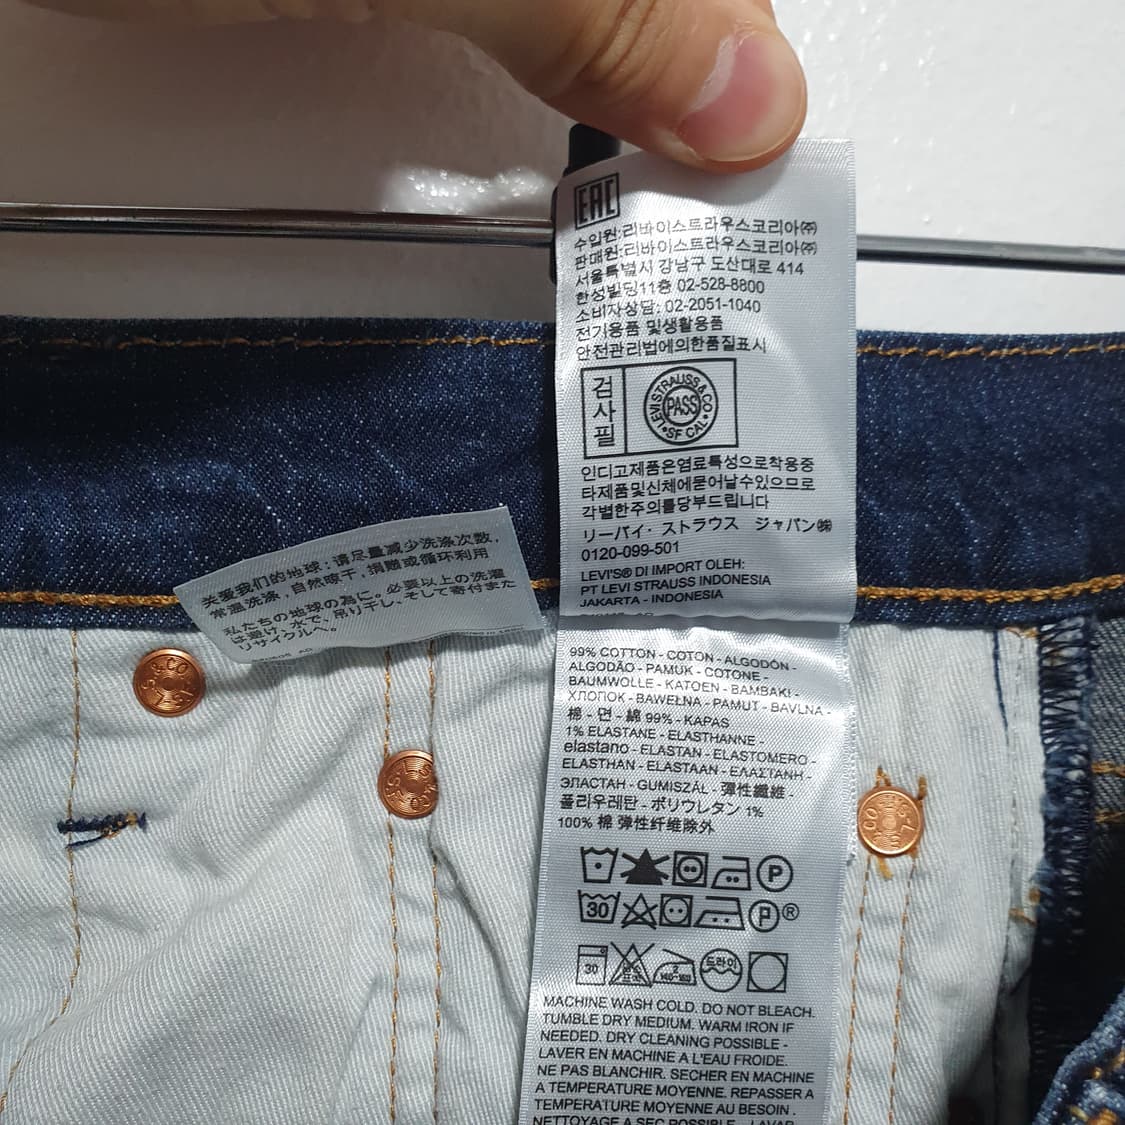 EAC
수입원:리바이스트라우스코리아㈜
판매원:리바이스트라우스코리아㈜
서울특별시 강남구 도산대로 414
한성빌딩11층 02-528-8800
소비자상담: 02-2051-1040
전기용품 및생활용품
안전관리법에의한품질표시
검사필
LEVI STRAUSS & CO
PASS
SF CAL
인디고제품은염료특성으로착용중
타제품및신체에묻어날수있으므로
각별한주의를당부드립니다
リーバイ・ストラウス ジャパン㈱
0120-099-501
LEVI'S® DI IMPORT OLEH:
PT LEVI STRAUSS INDONESIA
JAKARTA - INDONESIA
关爱我们的地球:请尽量减少洗涤次数,
常温洗涤,自然晾干,捐赠或循环利用
私たちの地球の為に。必要以上の洗濯
は避け、水で、吊り干し、そして寄付また
リサイクルへ。
99% COTTON - COTON - ALGODÓN -
ALGODÃO - PAMUK - COTONE -
BAUMWOLLE - KATOEN - BAMBAKI -
ХЛОПОК - BAWEŁNA - PAMUT - BAVLNA -
棉 - 면 - 綿 99% - KAPAS
1% ELASTANE - ELASTHANNE -
elastano - ELASTAN - ELASTOMERO -
ELASTHAN - ELASTAAN - ΕΛΑΣΤΑΝΗ -
ЭЛАСТАН - GUMISZÁL - 彈性纖維 -
폴리우레탄 - ポリウレタン 1%
100% 棉 弹性纤维除外
P
30 P ®
30 염소표백 2 140~160 드라이
MACHINE WASH COLD. DO NOT BLEACH.
TUMBLE DRY MEDIUM. WARM IRON IF
NEEDED. DRY CLEANING POSSIBLE -
LAVER EN MACHINE A L'EAU FROIDE.
NE PAS BLANCHIR. SECHER EN MACHINE
A TEMPERATURE MOYENNE. REPASSER A
TEMPERATURE MOYENNE AU BESOIN .
NETTOYAGE A SEC POSSIBLE - LAVAR